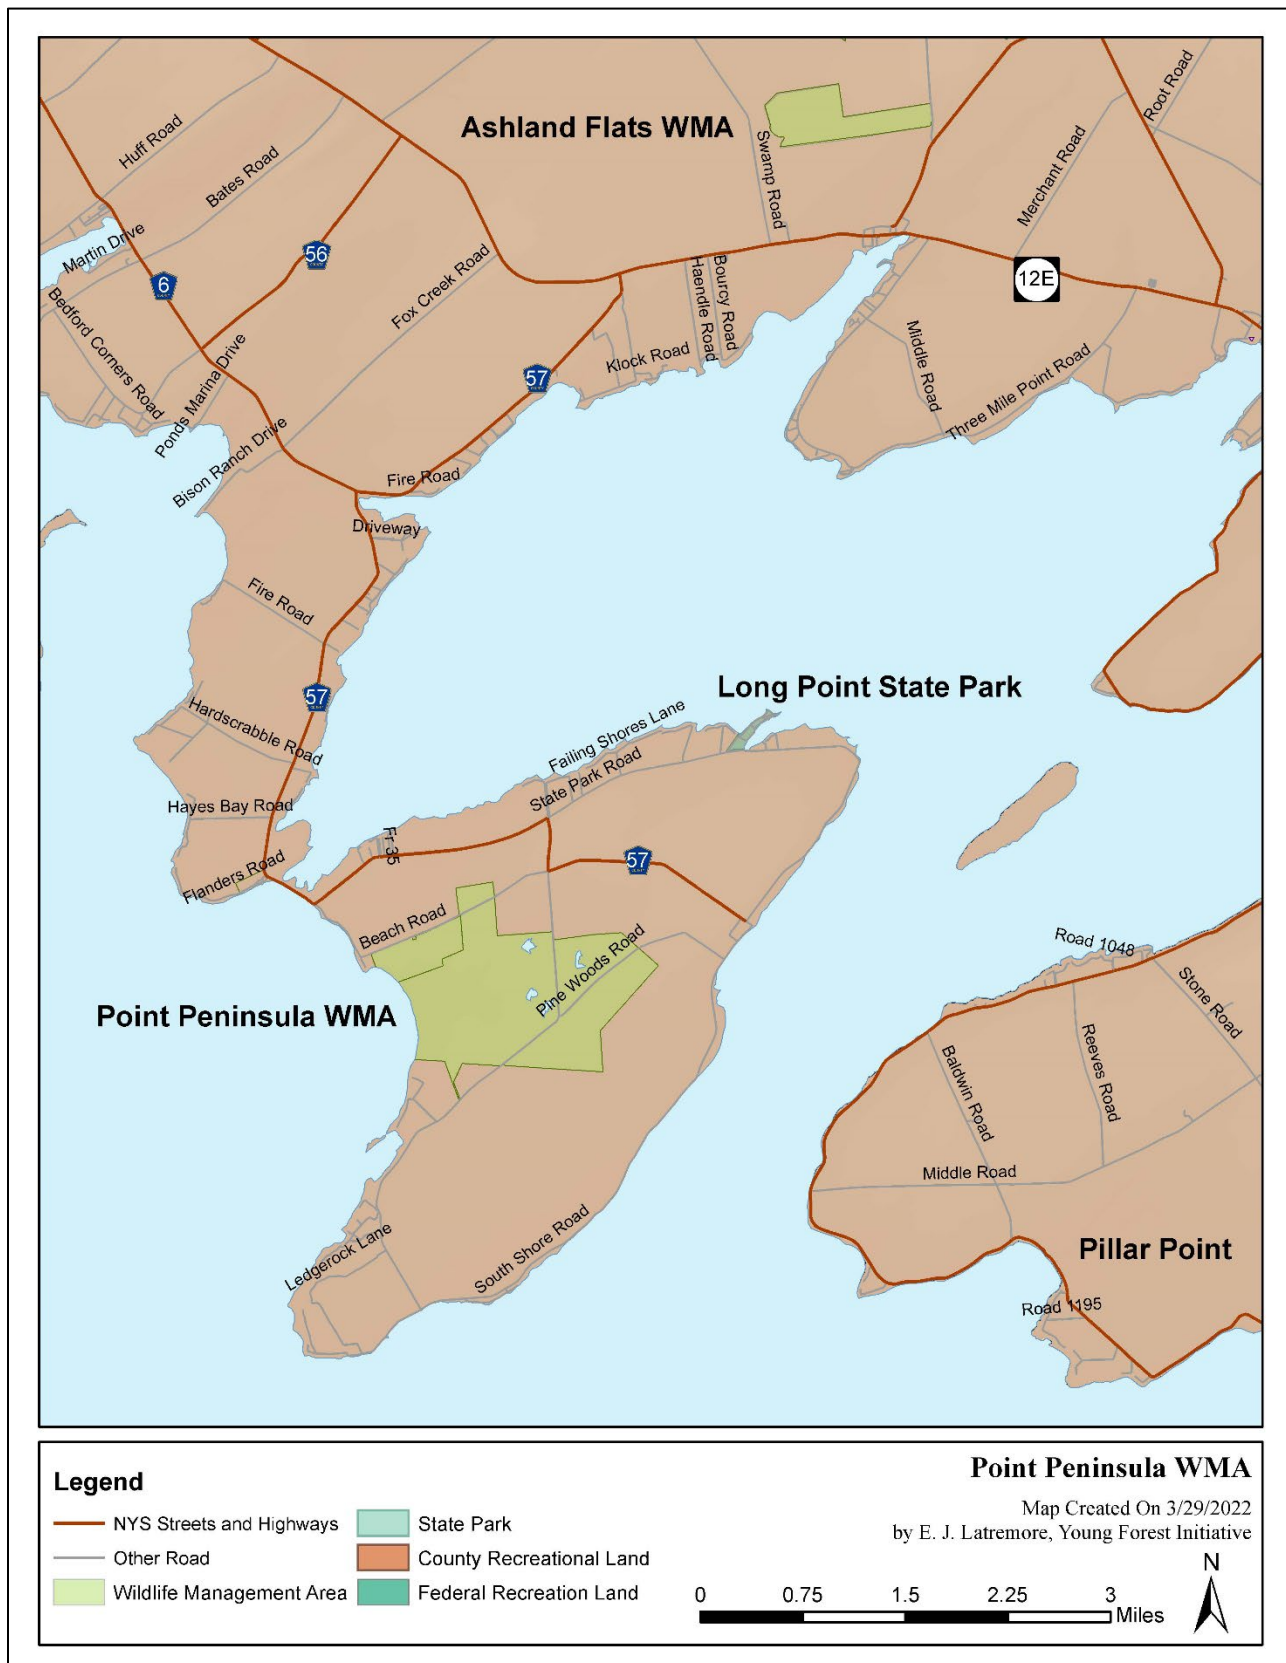 Ashland Flats WMA
Root Road
Huff Road
Bates Road
Swamp Road
Merchant Road
Martin Drive
56
6
12E
Fox Creek Road
Haendle Road
Bourcy Road
Bedford Corners Road
Ponds Marina Drive
Klock Road
Middle Road
57
Three Mile Point Road
Bison Ranch Drive
Fire Road
Driveway
Fire Road
57
Long Point State Park
Hardscrabble Road
Failing Shores Lane
State Park Road
Hayes Bay Road
Fr 35
57
Flanders Road
Beach Road
Pine Woods Road
Road 1048
Stone Road
Point Peninsula WMA
Baldwin Road
Reeves Road
Middle Road
Ledgerock Lane
South Shore Road
Pillar Point
Road 1195
Legend
NYS Streets and Highways
Other Road
Wildlife Management Area
State Park
County Recreational Land
Federal Recreation Land
Point Peninsula WMA
Map Created On 3/29/2022
by E. J. Latremore, Young Forest Initiative
N
0 0.75 1.5 2.25 3
Miles